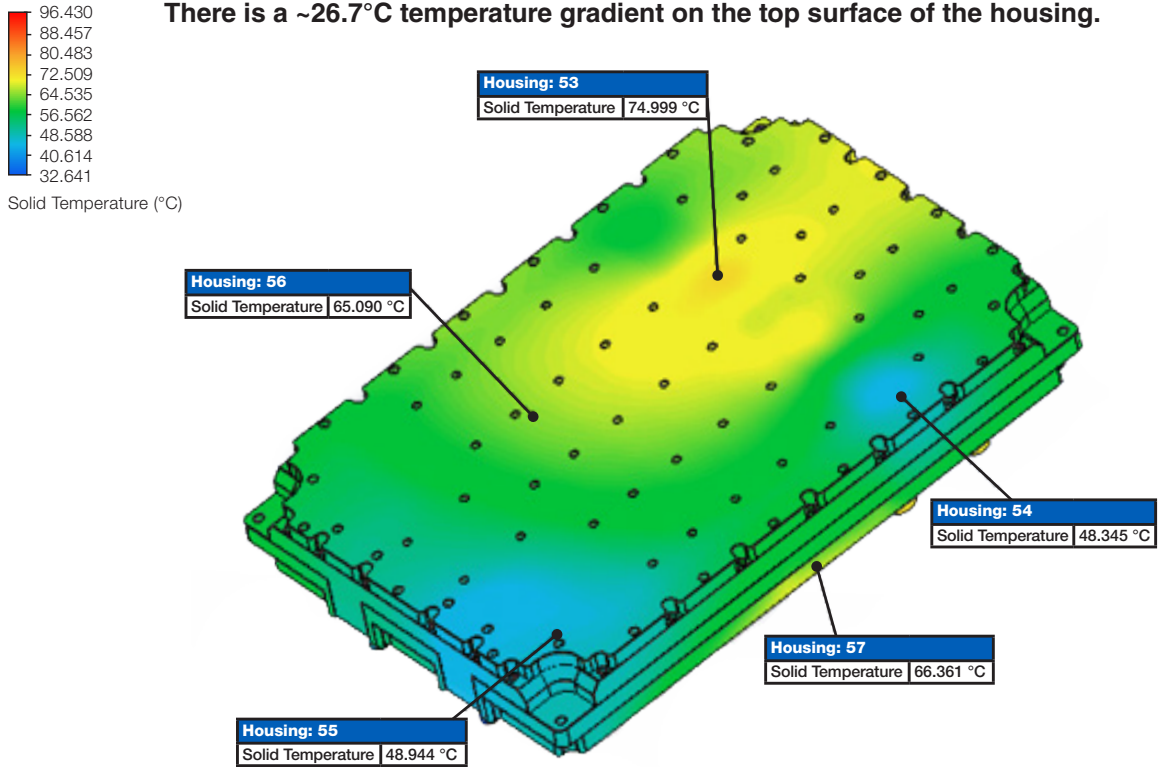 There is a ~26.7°C temperature gradient on the top surface of the housing.
96.430
88.457
80.483
72.509
64.535
56.562
48.588
40.614
32.641
Solid Temperature (°C)
Housing: 53
Solid Temperature 74.999 °C
Housing: 56
Solid Temperature 65.090 °C
Housing: 54
Solid Temperature 48.345 °C
Housing: 57
Solid Temperature 66.361 °C
Housing: 55
Solid Temperature 48.944 °C